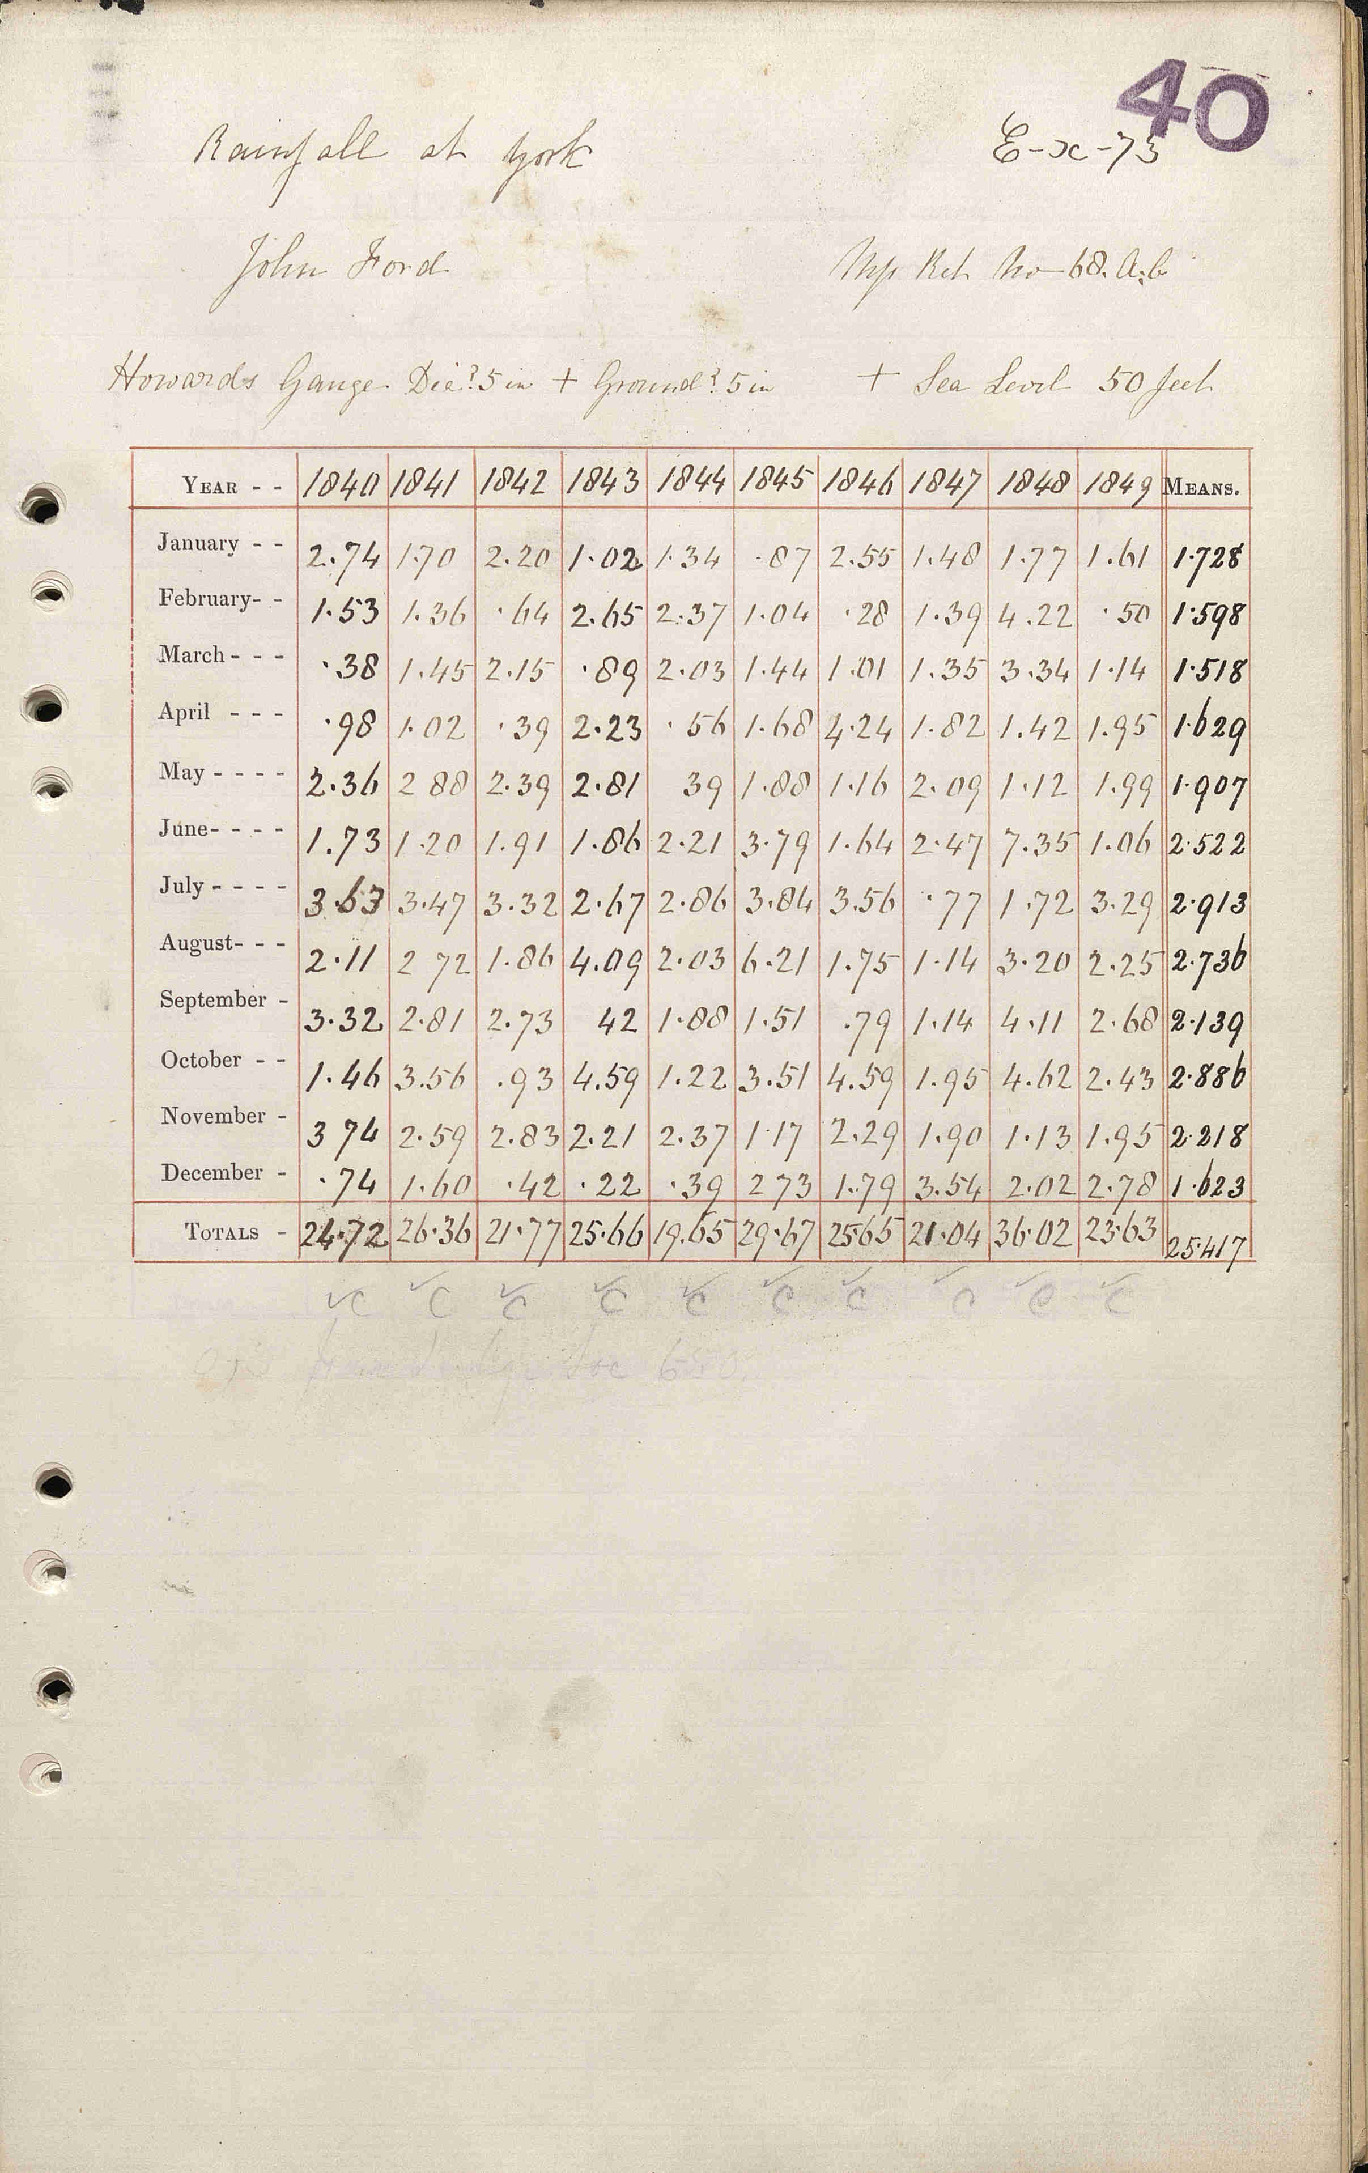 40
Rainfall at York E-x-73
John Ford Map Ref No 68. A.6
Howards Gauge Dia? 5 in + Ground? 5 in + Sea Level 50 feet
YEAR - - 1840 1841 1842 1843 1844 1845 1846 1847 1848 1849 MEANS.
January - - 2.74 1.70 2.20 1.02 1.34 .87 2.55 1.48 1.77 1.61 1.728
February- - 1.53 1.36 .64 2.65 2.37 1.04 .28 1.39 4.22 .50 1.598
March - - - .38 1.45 2.15 .89 2.03 1.44 1.01 1.35 3.34 1.14 1.518
April - - - .98 1.02 .39 2.23 .56 1.68 4.24 1.82 1.42 1.95 1.629
May - - - - 2.36 2 88 2.39 2.81 39 1.88 1.16 2.09 1.12 1.99 1.907
June- - - - 1.73 1.20 1.91 1.86 2.21 3.79 1.64 2.47 7.35 1.06 2.522
July - - - - 3.63 3.47 3.32 2.67 2.86 3.84 3.56 .77 1.72 3.29 2.913
August- - - 2.11 2 72 1.86 4.09 2.03 6.21 1.75 1.14 3.20 2.25 2.736
September - 3.32 2.81 2.73 42 1.88 1.51 .79 1.14 4.11 2.68 2.139
October - - 1.46 3.56 .93 4.59 1.22 3.51 4.59 1.95 4.62 2.43 2.886
November - 3 74 2.59 2.83 2.21 2.37 1.17 2.29 1.90 1.13 1.95 2.218
December - .74 1.60 .42 .22 .39 2 73 1.79 3.54 2.02 2.78 1.623
TOTALS - 24.72 26.36 21.77 25.66 19.65 29.67 25.65 21.04 36.02 23.63 25.417
✓C ✓C ✓C ✓C ✓C ✓C ✓C ✓C ✓C ✓C